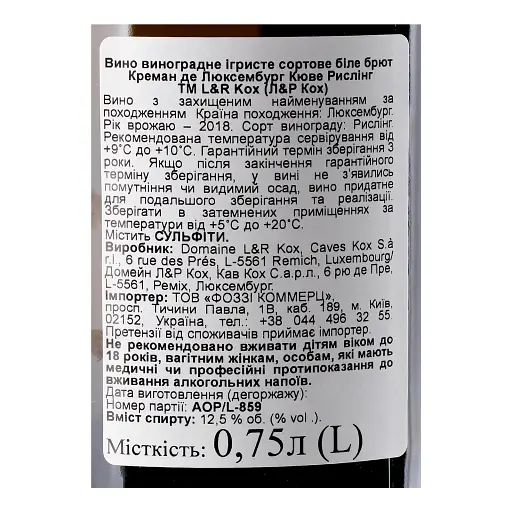 Вино виноградне ігристе сортове біле брют
Креман де Люксембург Кюве Рислінг
ТМ L&R Kox (Л&Р Кох)
Вино з захищеним найменуванням за
походженням Країна походження: Люксембург.
Рік врожаю – 2018. Сорт винограду: Рислінг.
Рекомендована температура сервірування від
+9°С до +10°С. Гарантійний термін зберігання 3
роки. Якщо після закінчення гарантійного
терміну зберігання, у вині не з'явились
помутніння чи видимий осад, вино придатне
для подальшого зберігання та реалізації.
Зберігати в затемнених приміщеннях за
температури від +5°С до +20°С.
Містить СУЛЬФІТИ.
Виробник: Domaine L&R Kox, Caves Kox S.à
r.l., 6 rue des Prés, L-5561 Remich, Luxembourg/
Домейн Л&Р Кох, Кав Кох С.а.р.л., 6 рю де Пре,
L-5561, Реміх, Люксембург.
Імпортер: ТОВ «ФОЗЗІ КОММЕРЦ»,
просп. Тичини Павла, 1В, каб. 189, м. Київ,
02152, Україна, тел.: +38 044 496 32 55.
Претензії від споживачів приймає імпортер.
Не рекомендовано вживати дітям віком до
18 років, вагітним жінкам, особам, які мають
медичні чи професійні протипоказання до
вживання алкогольних напоїв.
Дата виготовлення (дегоржажу):
Номер партії: AOP/L-859
Вміст спирту: 12,5 % об. (% vol .).
Місткість: 0,75л (L)